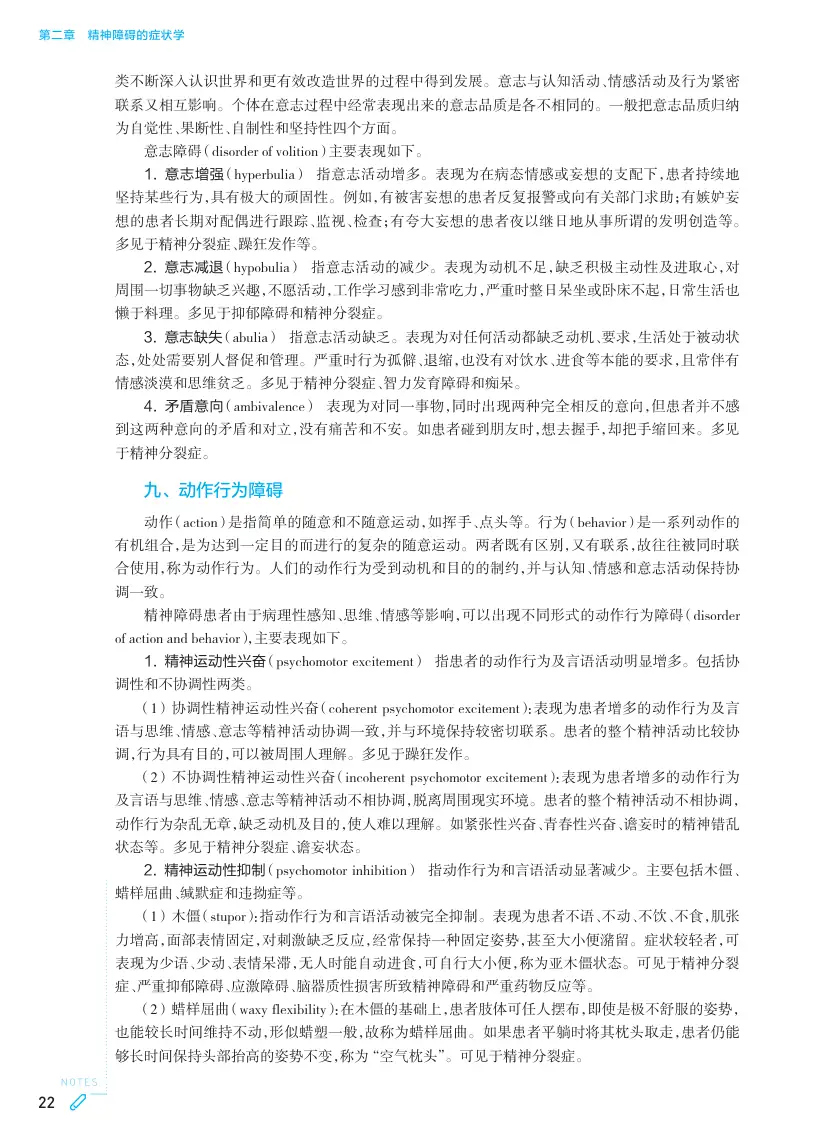 第二章　精神障碍的症状学
类不断深入认识世界和更有效改造世界的过程中得到发展。意志与认知活动、情感活动及行为紧密
联系又相互影响。个体在意志过程中经常表现出来的意志品质是各不相同的。一般把意志品质归纳
为自觉性、果断性、自制性和坚持性四个方面。
意志障碍（disorder of volition）主要表现如下。
1. 意志增强（hyperbulia）　指意志活动增多。表现为在病态情感或妄想的支配下，患者持续地
坚持某些行为，具有极大的顽固性。例如，有被害妄想的患者反复报警或向有关部门求助；有嫉妒妄
想的患者长期对配偶进行跟踪、监视、检查；有夸大妄想的患者夜以继日地从事所谓的发明创造等。
多见于精神分裂症、躁狂发作等。
2. 意志减退（hypobulia）　指意志活动的减少。表现为动机不足，缺乏积极主动性及进取心，对
周围一切事物缺乏兴趣，不愿活动，工作学习感到非常吃力，严重时整日呆坐或卧床不起，日常生活也
懒于料理。多见于抑郁障碍和精神分裂症。
3. 意志缺失（abulia）　指意志活动缺乏。表现为对任何活动都缺乏动机、要求，生活处于被动状
态，处处需要别人督促和管理。严重时行为孤僻、退缩，也没有对饮水、进食等本能的要求，且常伴有
情感淡漠和思维贫乏。多见于精神分裂症、智力发育障碍和痴呆。
4. 矛盾意向（ambivalence）　表现为对同一事物，同时出现两种完全相反的意向，但患者并不感
到这两种意向的矛盾和对立，没有痛苦和不安。如患者碰到朋友时，想去握手，却把手缩回来。多见
于精神分裂症。
九、动作行为障碍
动作（action）是指简单的随意和不随意运动，如挥手、点头等。行为（behavior）是一系列动作的
有机组合，是为达到一定目的而进行的复杂的随意运动。两者既有区别，又有联系，故往往被同时联
合使用，称为动作行为。人们的动作行为受到动机和目的的制约，并与认知、情感和意志活动保持协
调一致。
精神障碍患者由于病理性感知、思维、情感等影响，可以出现不同形式的动作行为障碍（disorder
of action and behavior），主要表现如下。
1. 精神运动性兴奋（psychomotor excitement）　指患者的动作行为及言语活动明显增多。包括协
调性和不协调性两类。
（1）协调性精神运动性兴奋（coherent psychomotor excitement）：表现为患者增多的动作行为及言
语与思维、情感、意志等精神活动协调一致，并与环境保持较密切联系。患者的整个精神活动比较协
调，行为具有目的，可以被周围人理解。多见于躁狂发作。
（2）不协调性精神运动性兴奋（incoherent psychomotor excitement）：表现为患者增多的动作行为
及言语与思维、情感、意志等精神活动不相协调，脱离周围现实环境。患者的整个精神活动不相协调，
动作行为杂乱无章，缺乏动机及目的，使人难以理解。如紧张性兴奋、青春性兴奋、谵妄时的精神错乱
状态等。多见于精神分裂症、谵妄状态。
2. 精神运动性抑制（psychomotor inhibition）　指动作行为和言语活动显著减少。主要包括木僵、
蜡样屈曲、缄默症和违拗症等。
（1）木僵（stupor）：指动作行为和言语活动被完全抑制。表现为患者不语、不动、不饮、不食，肌张
力增高，面部表情固定，对刺激缺乏反应，经常保持一种固定姿势，甚至大小便潴留。症状较轻者，可
表现为少语、少动、表情呆滞，无人时能自动进食，可自行大小便，称为亚木僵状态。可见于精神分裂
症、严重抑郁障碍、应激障碍、脑器质性损害所致精神障碍和严重药物反应等。
（2）蜡样屈曲（waxy flexibility）：在木僵的基础上，患者肢体可任人摆布，即使是极不舒服的姿势，
也能较长时间维持不动，形似蜡塑一般，故称为蜡样屈曲。如果患者平躺时将其枕头取走，患者仍能
够长时间保持头部抬高的姿势不变，称为“空气枕头”。可见于精神分裂症。
NOTES
22